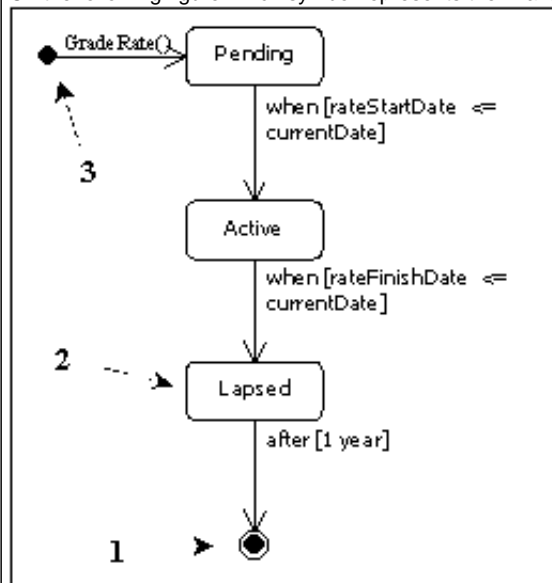 Grade Rate()
Pending
when [rateStartDate <=
currentDate]
3
Active
when [rateFinishDate <=
currentDate]
2
Lapsed
after [1 year]
1